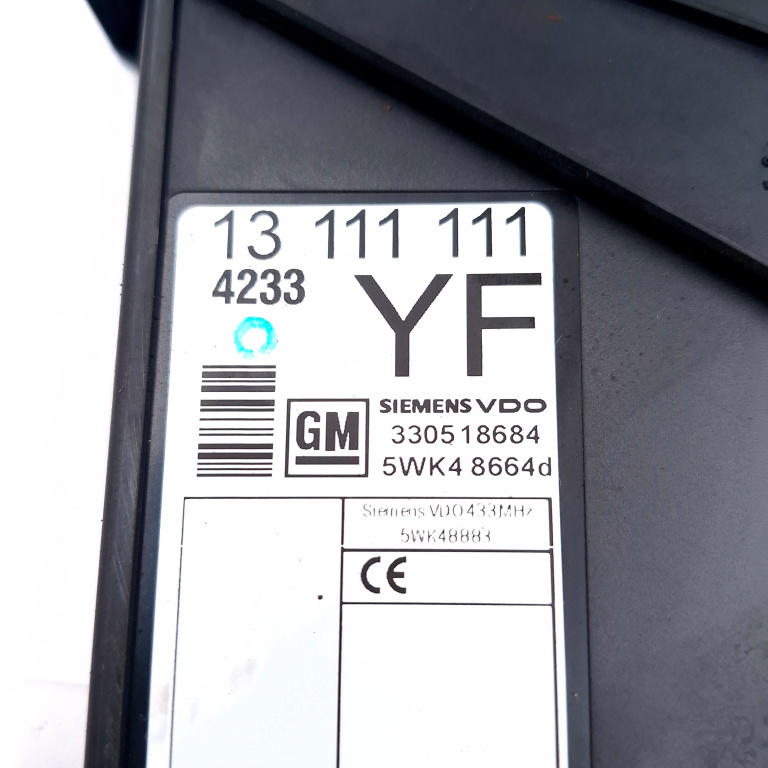 13 111 111
4233
YF
GM
SIEMENS VDO
330518684
5WK4 8664d
Siemens VDO 433MHz
5WK48883
CE